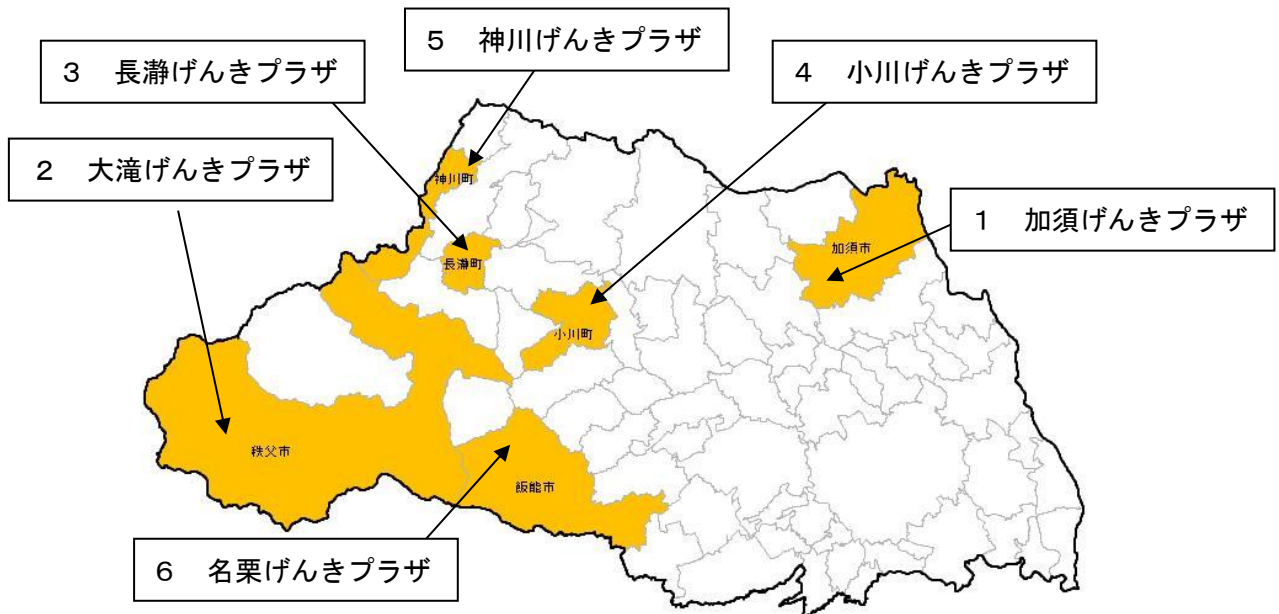 5 神川げんきプラザ
3 長瀞げんきプラザ
4 小川げんきプラザ
2 大滝げんきプラザ
1 加須げんきプラザ
神川町
加須市
長瀞町
小川町
秩父市
飯能市
6 名栗げんきプラザ